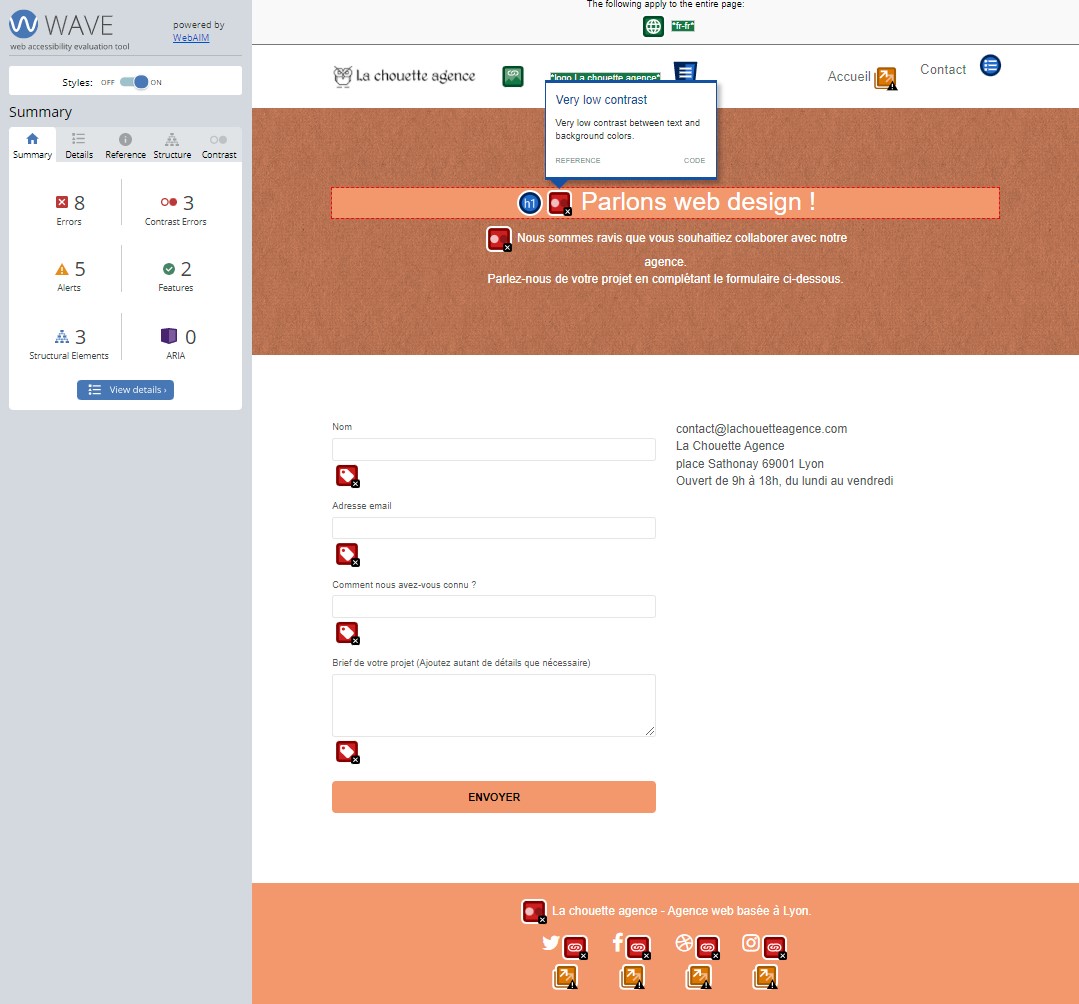 The following apply to the entire page:
*fr-fr*
WAVE
powered by
WebAIM
web accessibility evaluation tool
Styles: OFF ON
Summary
Summary Details Reference Structure Contrast
8 3
Errors Contrast Errors
5 2
Alerts Features
3 0
Structural Elements ARIA
View details ›
La chouette agence
*logo La chouette agence*
Accueil
Contact
Very low contrast
Very low contrast between text and
background colors.
REFERENCE CODE
h1 Parlons web design !
Nous sommes ravis que vous souhaitiez collaborer avec notre
agence.
Parlez-nous de votre projet en complétant le formulaire ci-dessous.
Nom
Adresse email
Comment nous avez-vous connu ?
Brief de votre projet (Ajoutez autant de détails que nécessaire)
ENVOYER
contact@lachouetteagence.com
La Chouette Agence
place Sathonay 69001 Lyon
Ouvert de 9h à 18h, du lundi au vendredi
La chouette agence - Agence web basée à Lyon.